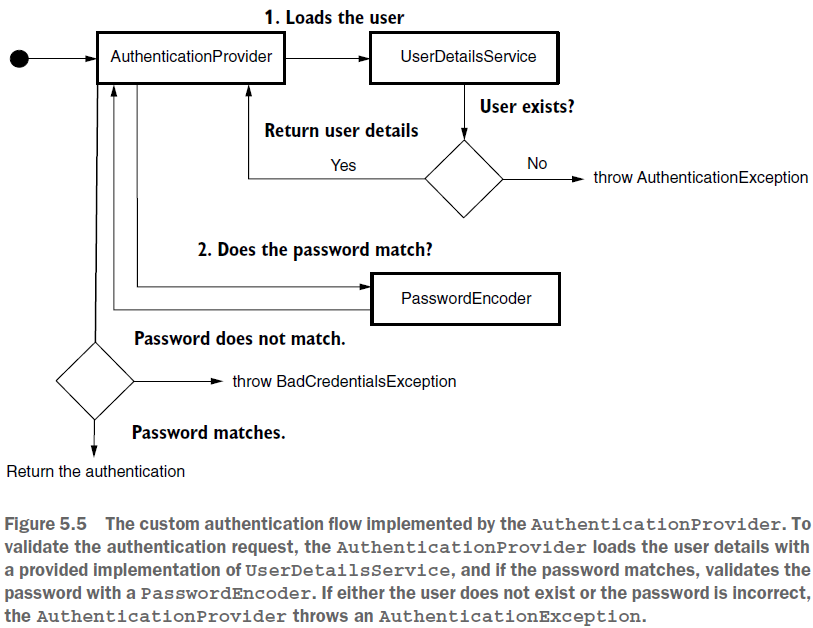 1. Loads the user
AuthenticationProvider
UserDetailsService
User exists?
Return user details
Yes
No
throw AuthenticationException
2. Does the password match?
PasswordEncoder
Password does not match.
throw BadCredentialsException
Password matches.
Return the authentication
Figure 5.5 The custom authentication flow implemented by the AuthenticationProvider. To
validate the authentication request, the AuthenticationProvider loads the user details with
a provided implementation of UserDetailsService, and if the password matches, validates the
password with a PasswordEncoder. If either the user does not exist or the password is incorrect,
the AuthenticationProvider throws an AuthenticationException.